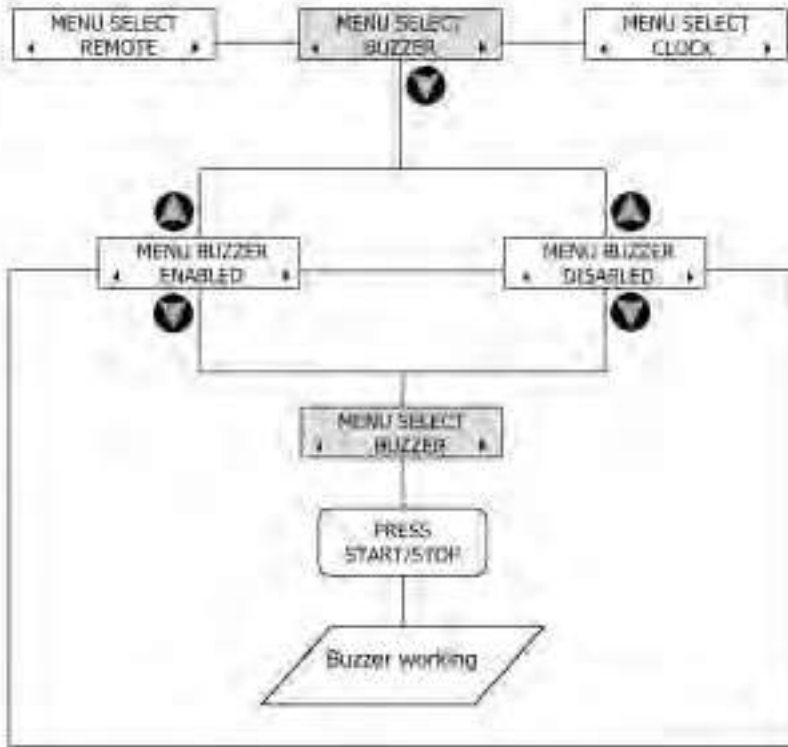 MENU SELECT
REMOTE
MENU SELECT
BUZZER
MENU SELECT
CLOCK
MENU BUZZER
ENABLED
MENU BUZZER
DISABLED
MENU SELECT
BUZZER
PRESS
START/STOP
Buzzer working